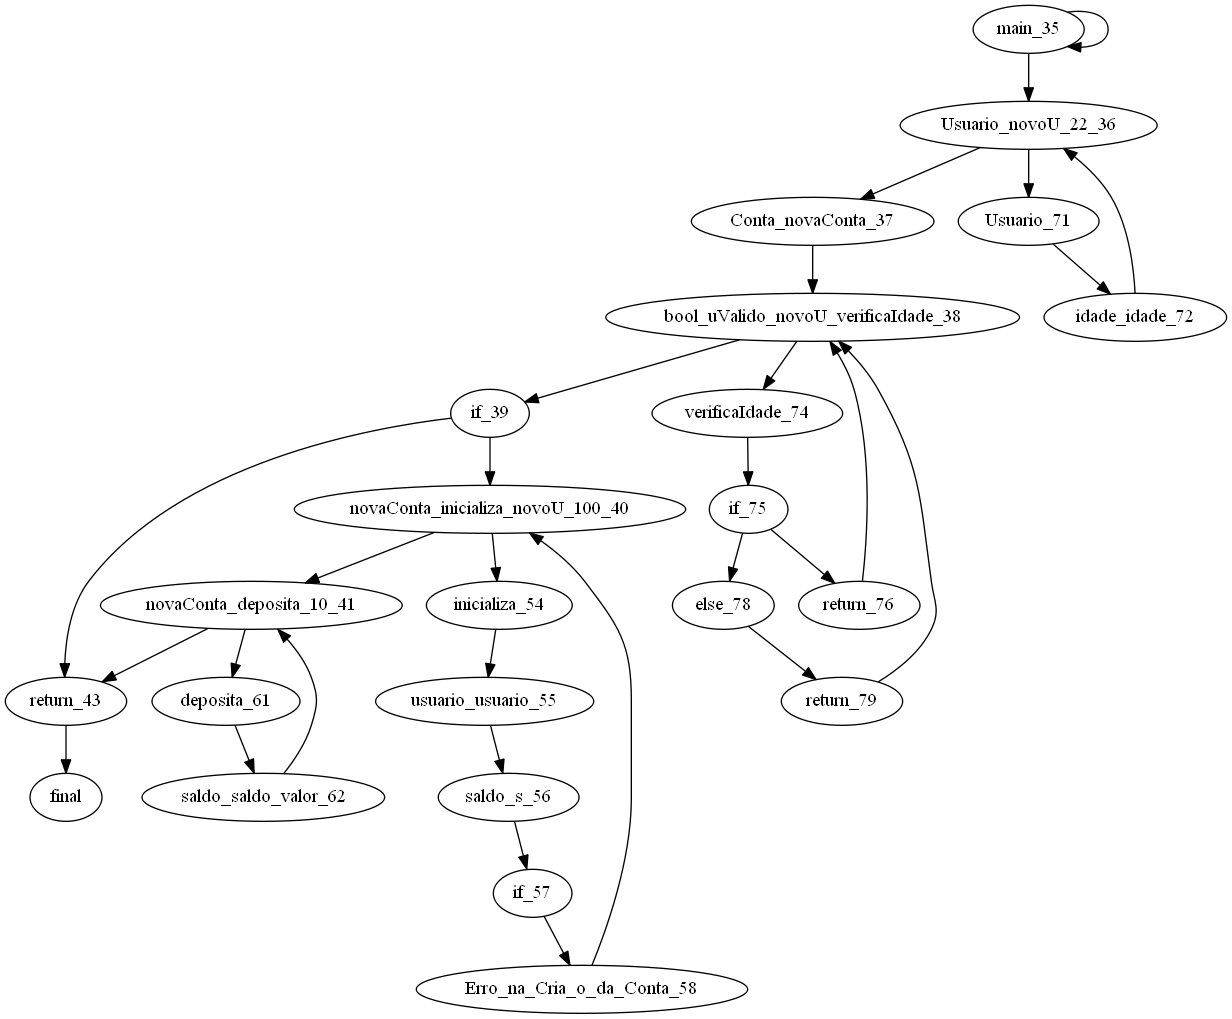 main_35
Usuario_novoU_22_36
Conta_novaConta_37
Usuario_71
bool_uValido_novoU_verificaIdade_38
idade_idade_72
if_39
verificaIdade_74
novaConta_inicializa_novoU_100_40
if_75
novaConta_deposita_10_41
inicializa_54
else_78
return_76
return_43
deposita_61
usuario_usuario_55
return_79
final
saldo_saldo_valor_62
saldo_s_56
if_57
Erro_na_Cria_o_da_Conta_58